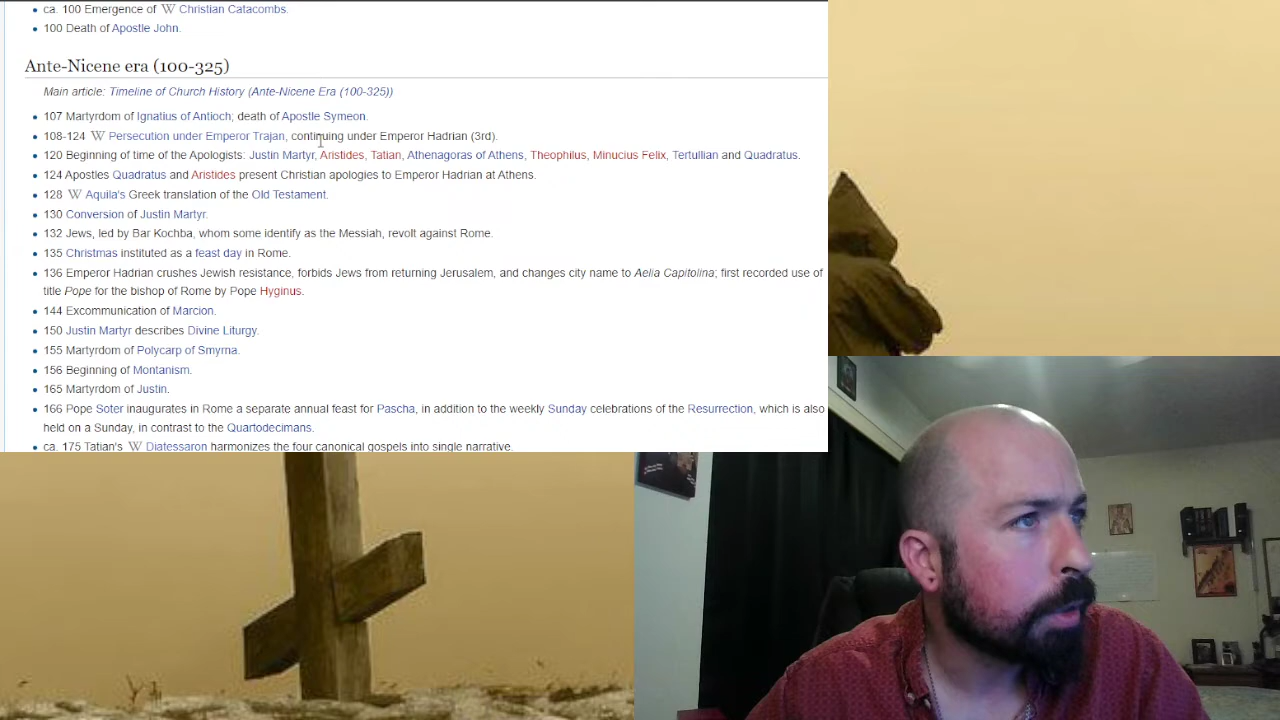 ca. 100 Emergence of W Christian Catacombs.
100 Death of Apostle John.
Ante-Nicene era (100-325)
Main article: Timeline of Church History (Ante-Nicene Era (100-325))
107 Martyrdom of Ignatius of Antioch; death of Apostle Symeon.
108-124 W Persecution under Emperor Trajan, continuing under Emperor Hadrian (3rd).
120 Beginning of time of the Apologists: Justin Martyr, Aristides, Tatian, Athenagoras of Athens, Theophilus, Minucius Felix, Tertullian and Quadratus.
124 Apostles Quadratus and Aristides present Christian apologies to Emperor Hadrian at Athens.
128 W Aquila's Greek translation of the Old Testament.
130 Conversion of Justin Martyr.
132 Jews, led by Bar Kochba, whom some identify as the Messiah, revolt against Rome.
135 Christmas instituted as a feast day in Rome.
136 Emperor Hadrian crushes Jewish resistance, forbids Jews from returning Jerusalem, and changes city name to Aelia Capitolina; first recorded use of
title Pope for the bishop of Rome by Pope Hyginus.
144 Excommunication of Marcion.
150 Justin Martyr describes Divine Liturgy.
155 Martyrdom of Polycarp of Smyrna.
156 Beginning of Montanism.
165 Martyrdom of Justin.
166 Pope Soter inaugurates in Rome a separate annual feast for Pascha, in addition to the weekly Sunday celebrations of the Resurrection, which is also
held on a Sunday, in contrast to the Quartodecimans.
ca. 175 Tatian's W Diatessaron harmonizes the four canonical gospels into single narrative.